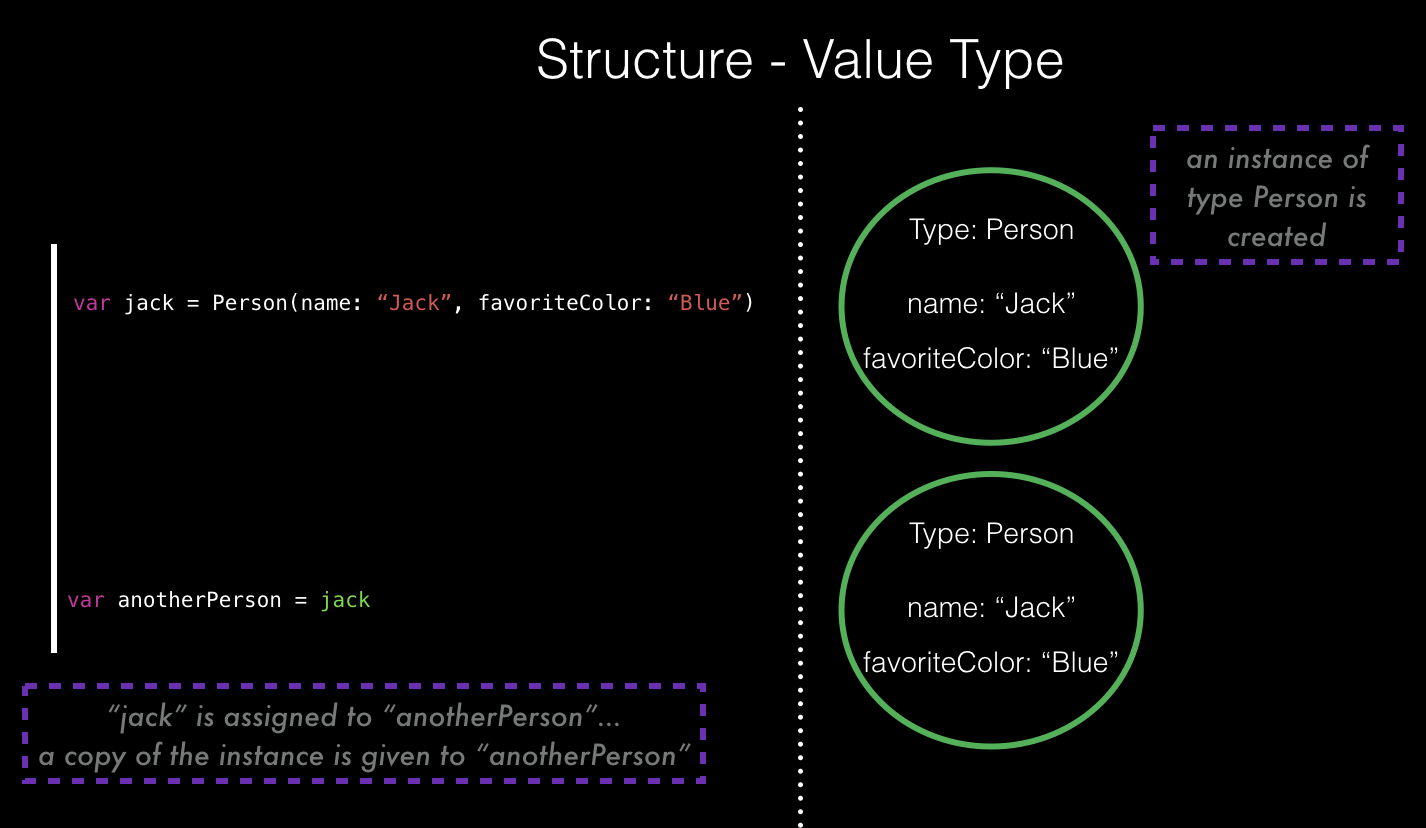 Structure - Value Type
an instance of
type Person is
created
Type: Person
name: “Jack”
favoriteColor: “Blue”
var jack = Person(name: “Jack”, favoriteColor: “Blue”)
Type: Person
name: “Jack”
favoriteColor: “Blue”
var anotherPerson = jack
“jack” is assigned to “anotherPerson”...
a copy of the instance is given to “anotherPerson”